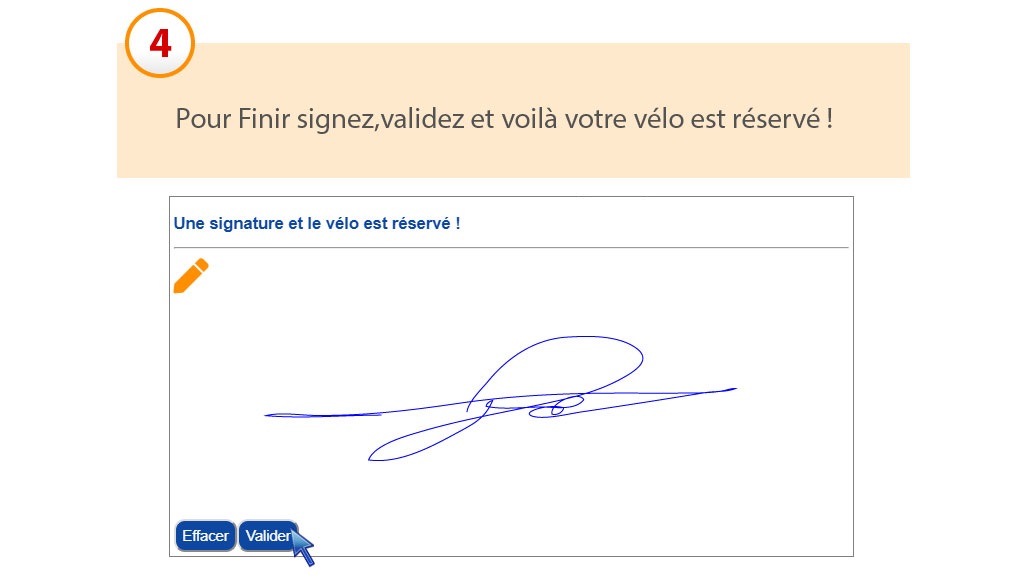 4
Pour Finir signez,validez et voilà votre vélo est réservé !
Une signature et le vélo est réservé !
Effacer Valider